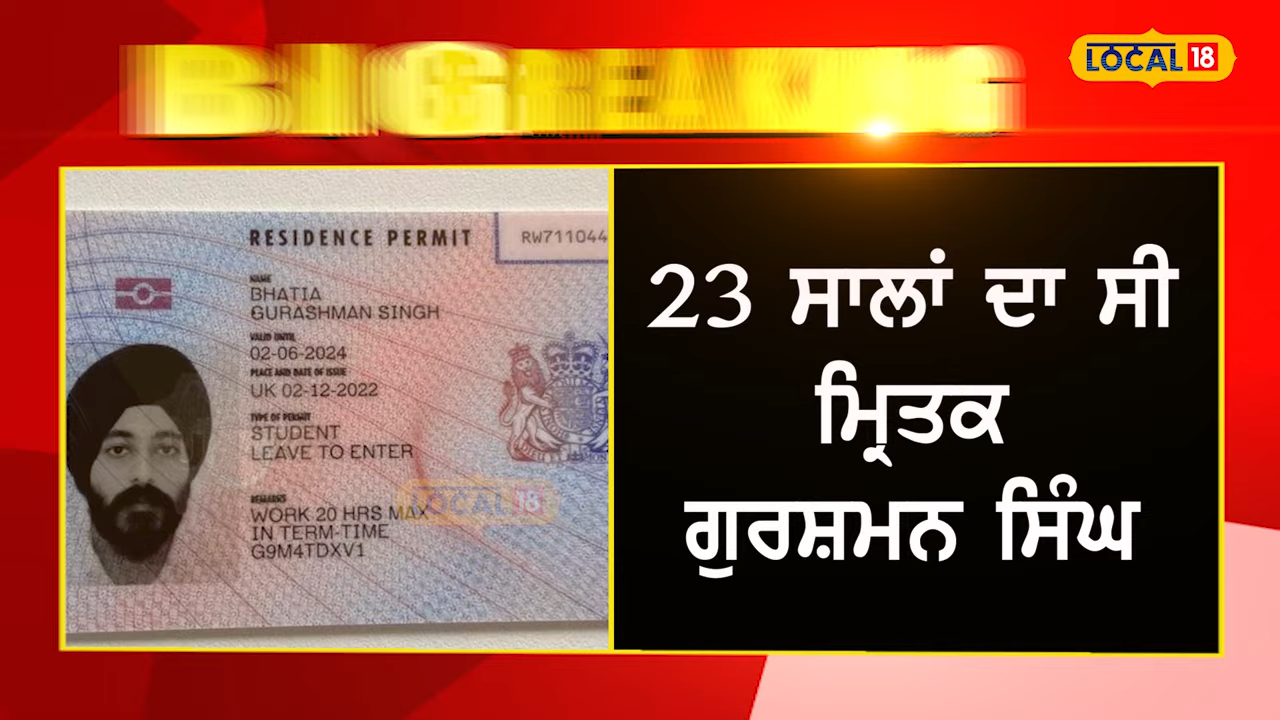 BIG BREAKING
LOCAL 18
RESIDENCE PERMIT
RW711044
NAME
BHATIA
GURASHMAN SINGH
VALID UNTIL
02-06-2024
PLACE AND DATE OF ISSUE
UK 02-12-2022
TYPE OF PERMIT
STUDENT
LEAVE TO ENTER
REMARKS
WORK 20 HRS MAX
IN TERM-TIME
G9M4TDXV1
LOCAL 18
23 ਸਾਲਾਂ ਦਾ ਸੀ
ਮ੍ਰਿਤਕ
ਗੁਰਸ਼ਮਨ ਸਿੰਘ